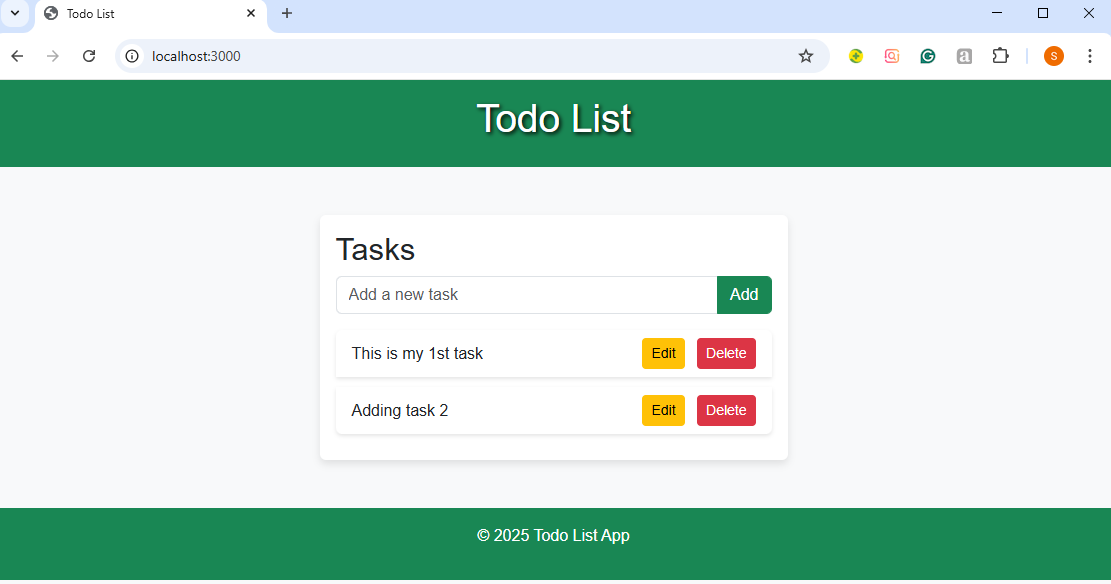 Todo List
localhost:3000
S
Todo List
Tasks
Add a new task Add
This is my 1st task Edit Delete
Adding task 2 Edit Delete
© 2025 Todo List App